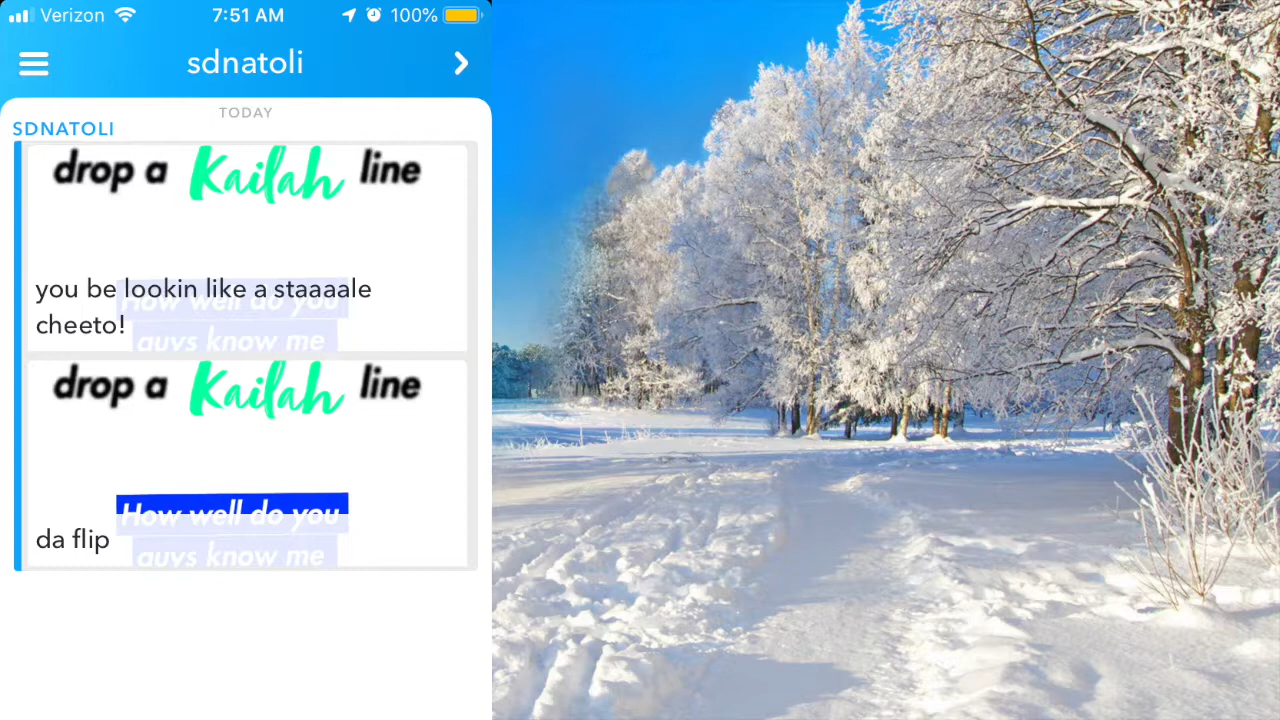 Verizon 7:51 AM 100%
sdnatoli
TODAY
SDNATOLI
drop a Kailah line
How well do you
guys know me
you be lookin like a staaaale
cheeto!
drop a Kailah line
How well do you
da flip
guys know me